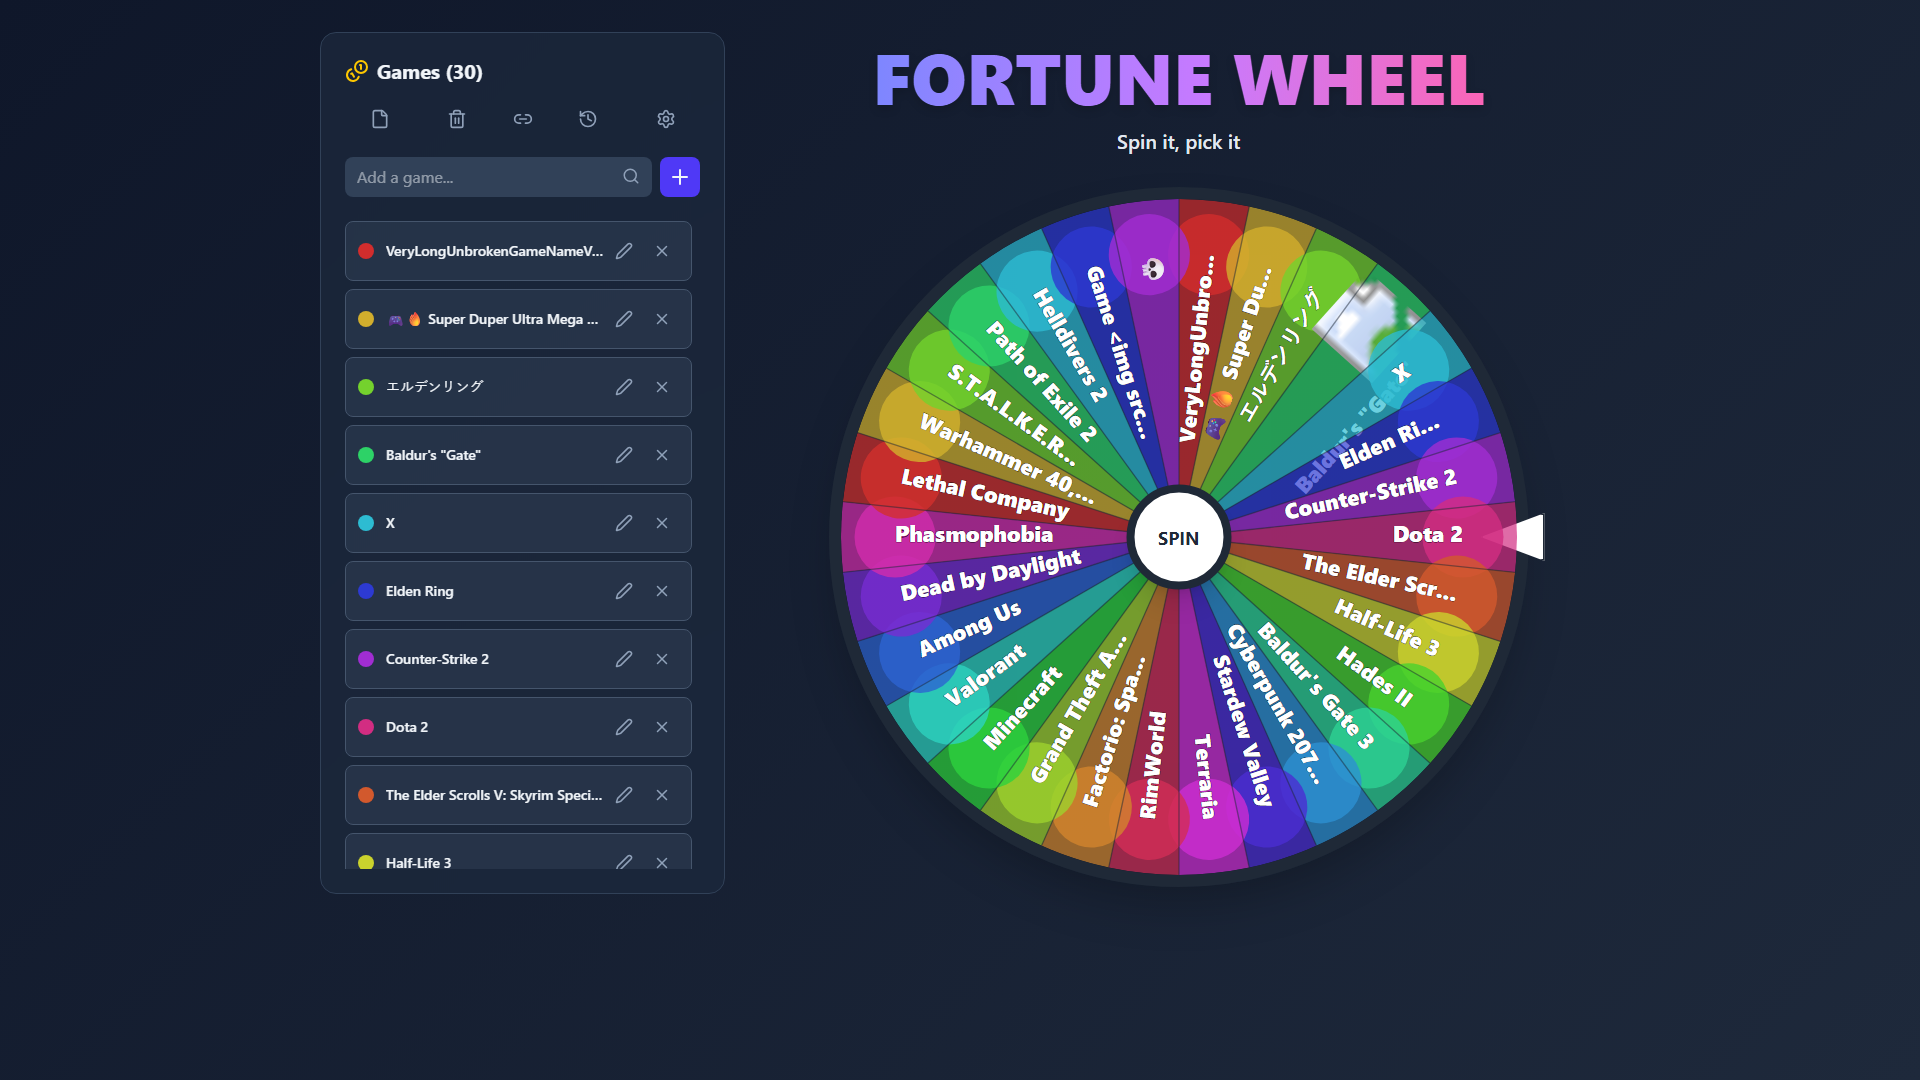 Games (30)
Add a game...
VeryLongUnbrokenGameNameV...
🎮🔥 Super Duper Ultra Mega ...
エルデンリング
Baldur's "Gate"
X
Elden Ring
Counter-Strike 2
Dota 2
The Elder Scrolls V: Skyrim Speci...
Half-Life 3
FORTUNE WHEEL
Spin it, pick it
VeryLongUnbro...
🎮🔥 Super Du...
エルデンリング
Baldur's "Gate"
X
Elden Ri...
Counter-Strike 2
Dota 2
The Elder Scr...
Half-Life 3
Hades II
Baldur's Gate 3
Cyberpunk 207...
Stardew Valley
Terraria
RimWorld
Factorio: Spa...
Grand Theft A...
Minecraft
Valorant
Among Us
Dead by Daylight
Phasmophobia
Lethal Company
Warhammer 40,...
S.T.A.L.K.E.R...
Path of Exile 2
Helldivers 2
Game <img src...
💀
SPIN